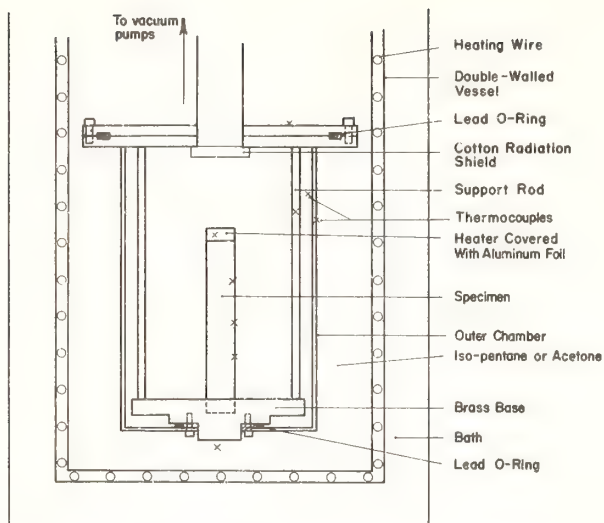 To vacuum
pumps
Heating Wire
Double-Walled
Vessel
Lead O-Ring
Cotton Radiation
Shield
Support Rod
Thermocouples
Heater Covered
With Aluminum Foil
Specimen
Outer Chamber
Iso-pentane or Acetone
Brass Base
Bath
Lead O-Ring